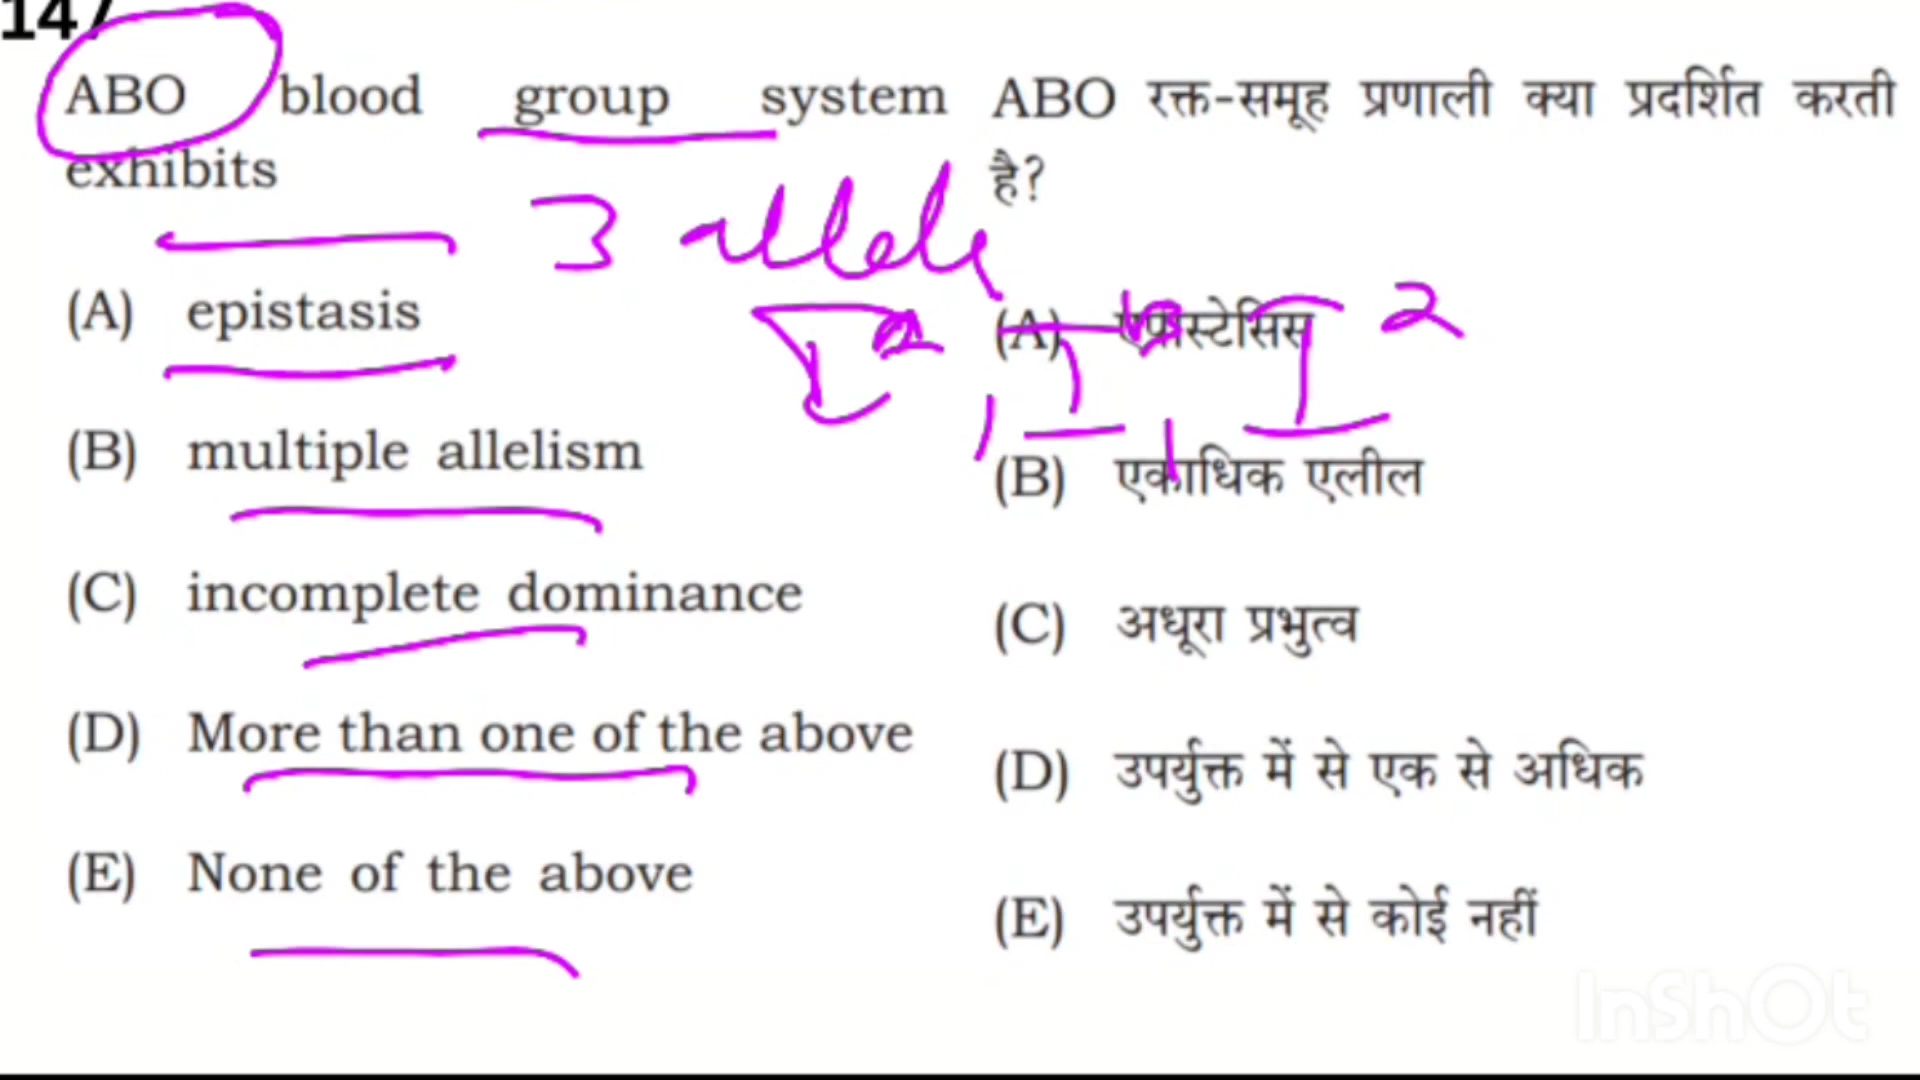 147
ABO blood group system
exhibits
3 allele
(A) epistasis
(B) multiple allelism
(C) incomplete dominance
(D) More than one of the above
(E) None of the above
ABO रक्त-समूह प्रणाली क्या प्रदर्शित करती
है?
(A) एपिस्टेसिस
(B) एकाधिक एलील
(C) अधूरा प्रभुत्व
(D) उपर्युक्त में से एक से अधिक
(E) उपर्युक्त में से कोई नहीं
InShOt